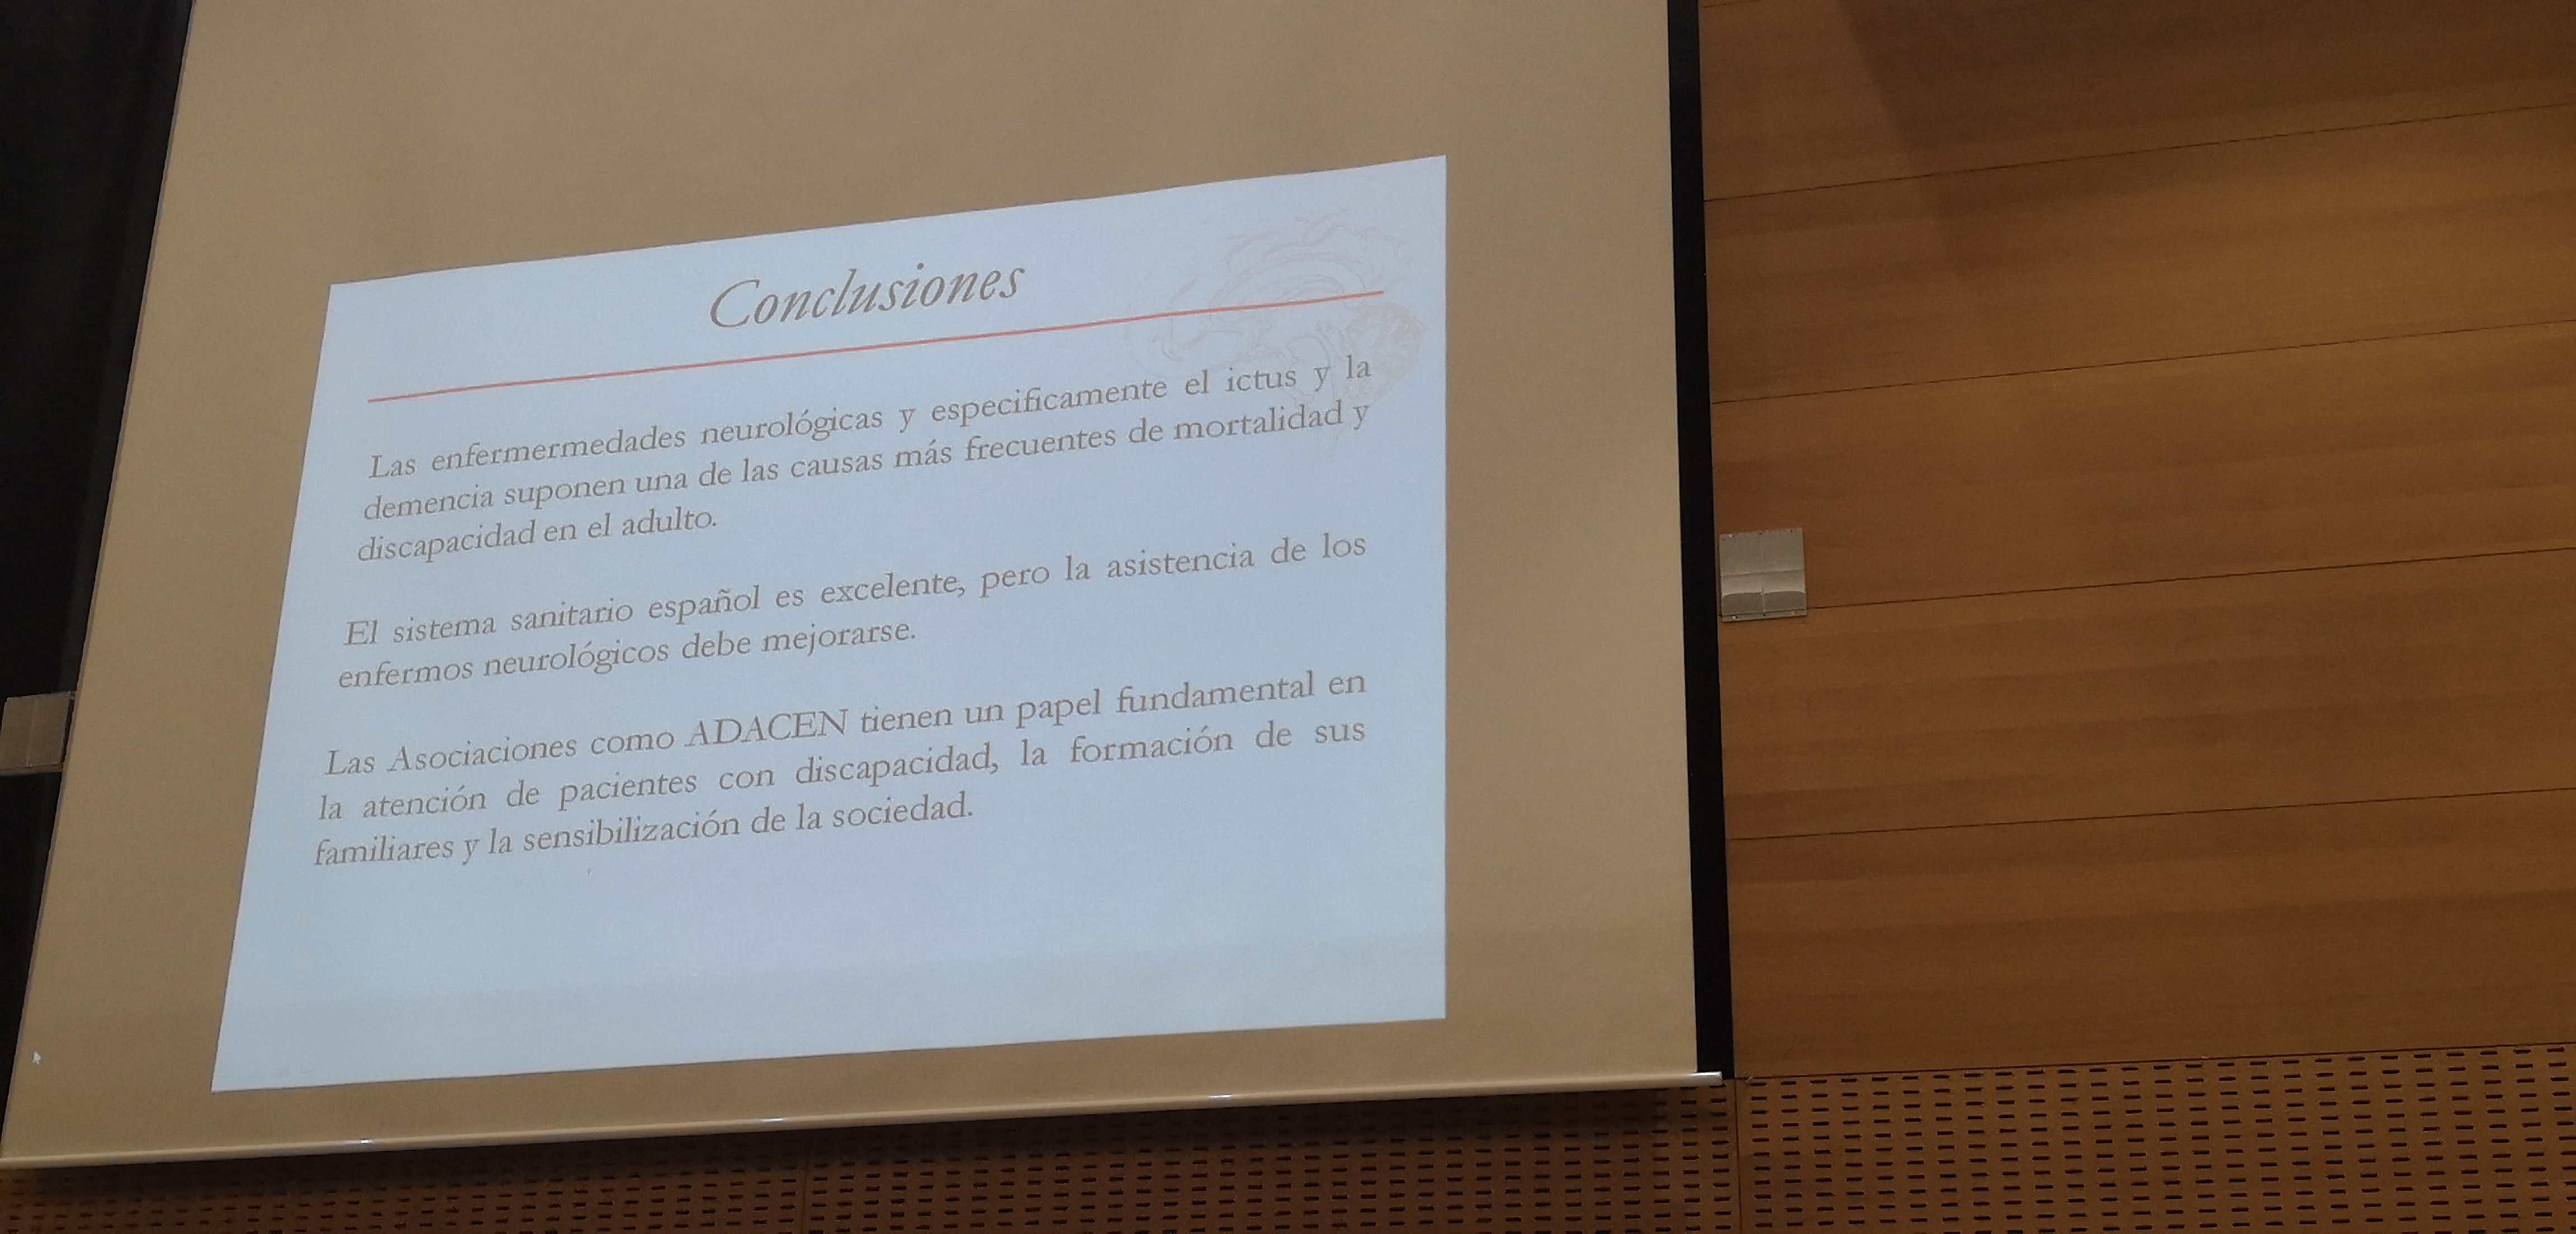 Conclusiones
Las enfermermedades neurológicas y especificamente el ictus y la
demencia suponen una de las causas más frecuentes de mortalidad y
discapacidad en el adulto.
El sistema sanitario español es excelente, pero la asistencia de los
enfermos neurológicos debe mejorarse.
Las Asociaciones como ADACEN tienen un papel fundamental en
la atención de pacientes con discapacidad, la formación de sus
familiares y la sensibilización de la sociedad.